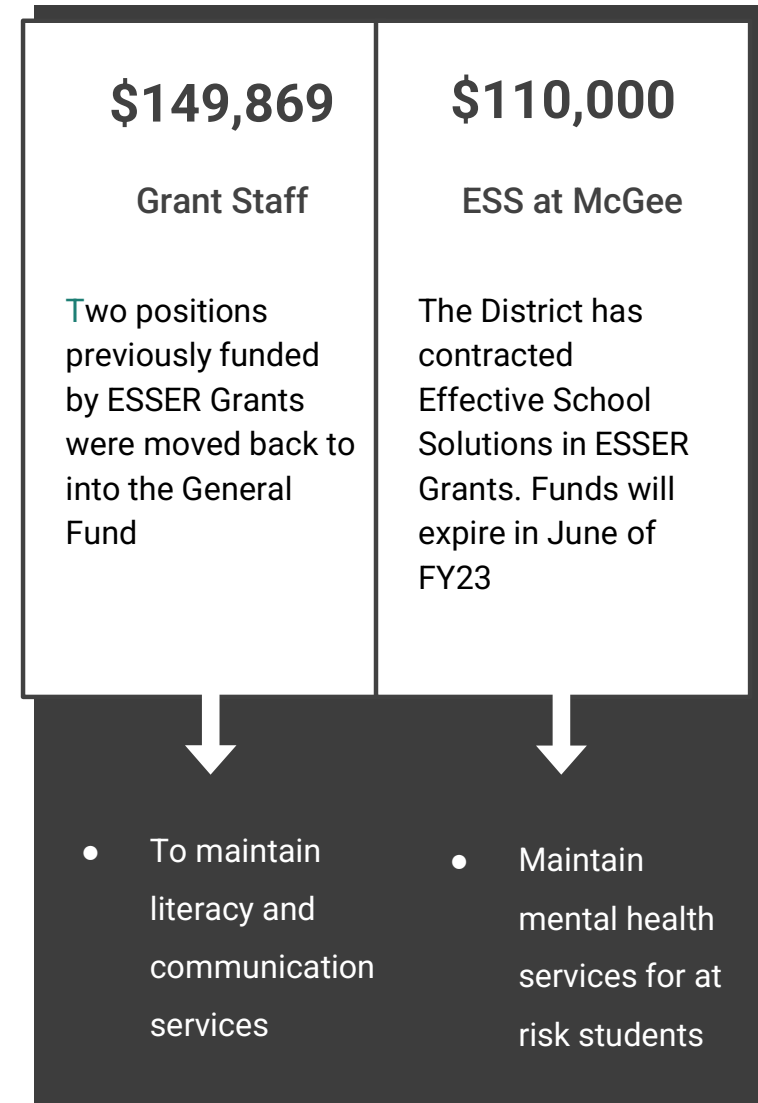 $149,869
Grant Staff
Two positions
previously funded
by ESSER Grants
were moved back to
into the General
Fund
$110,000
ESS at McGee
The District has
contracted
Effective School
Solutions in ESSER
Grants. Funds will
expire in June of
FY23
● To maintain
literacy and
communication
services
● Maintain
mental health
services for at
risk students